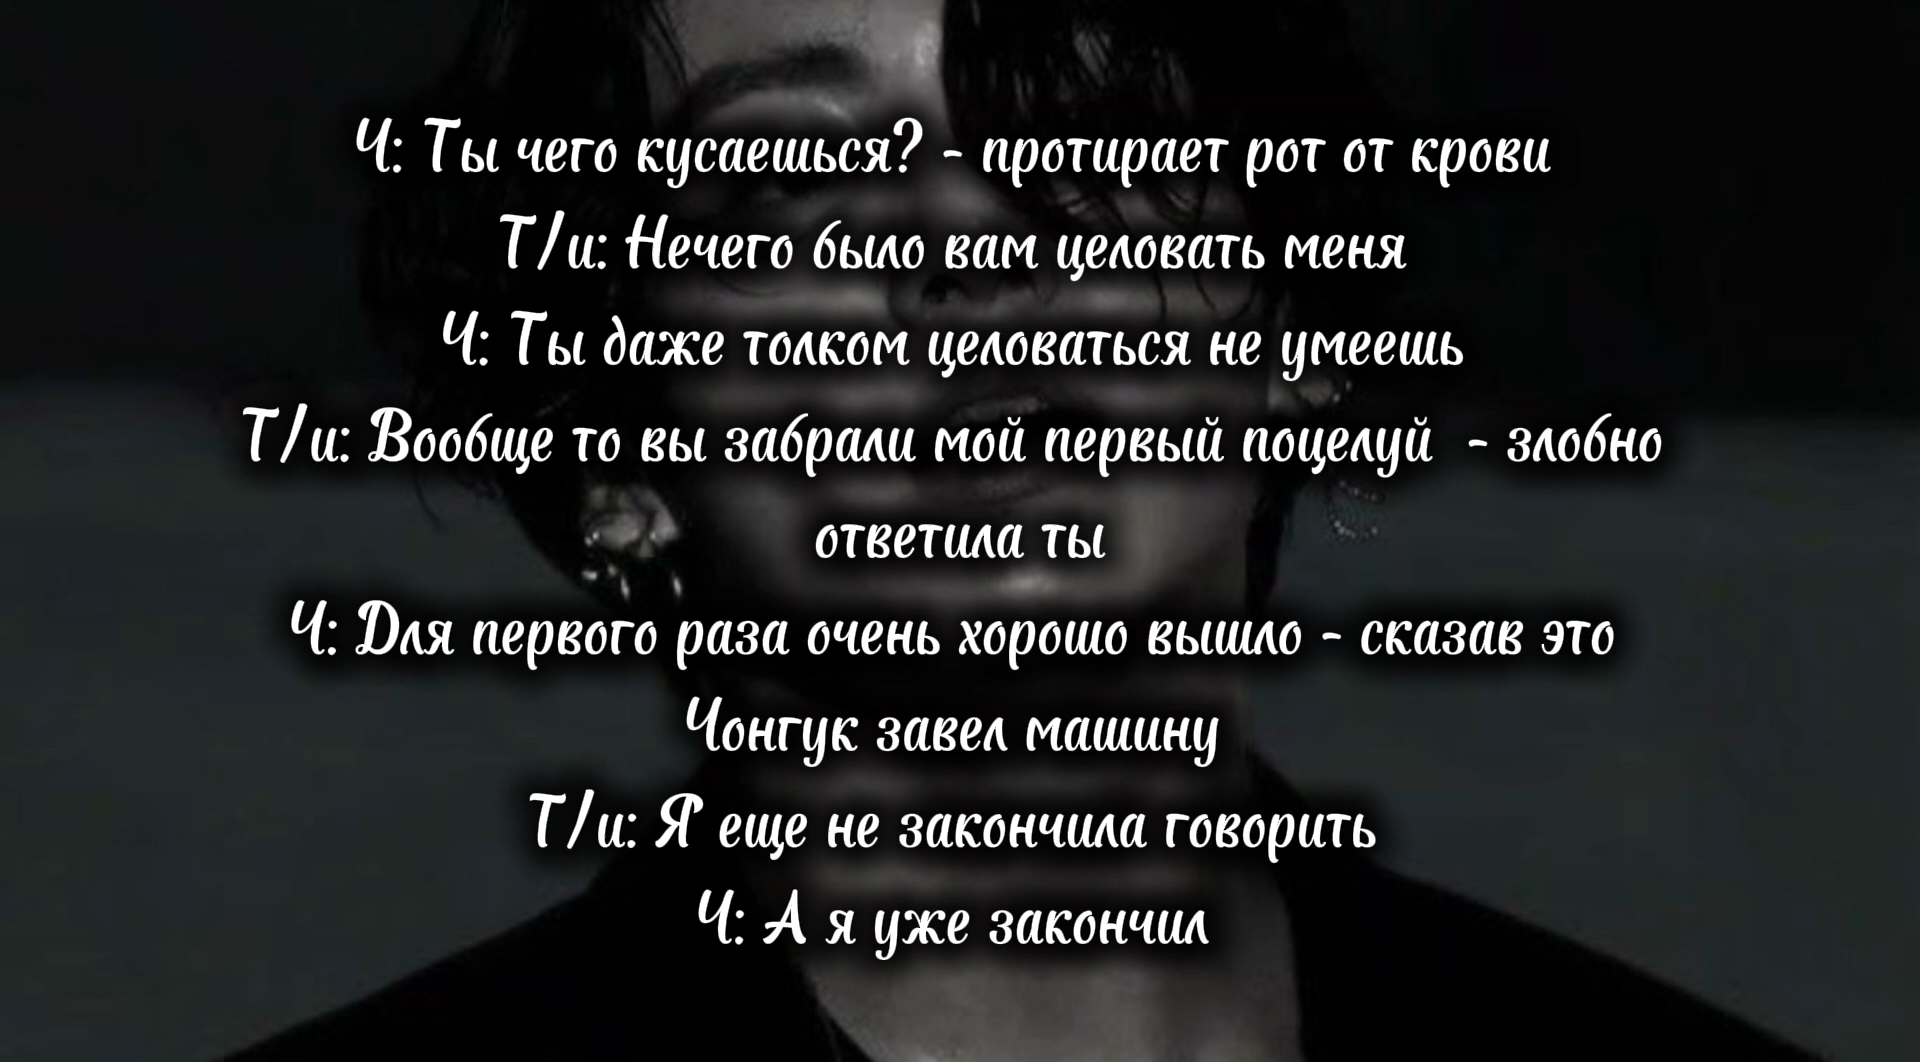 Ч: Ты чего кусаешься? - протирает рот от крови
Т/и: Нечего было вам целовать меня
Ч: Ты даже толком целоваться не умеешь
Т/и: Вообще то вы забрали мой первый поцелуй - злобно
ответила ты
Ч: Для первого раза очень хорошо вышло - сказав это
Чонгук завел машину
Т/и: Я еще не закончила говорить
Ч: А я уже закончил